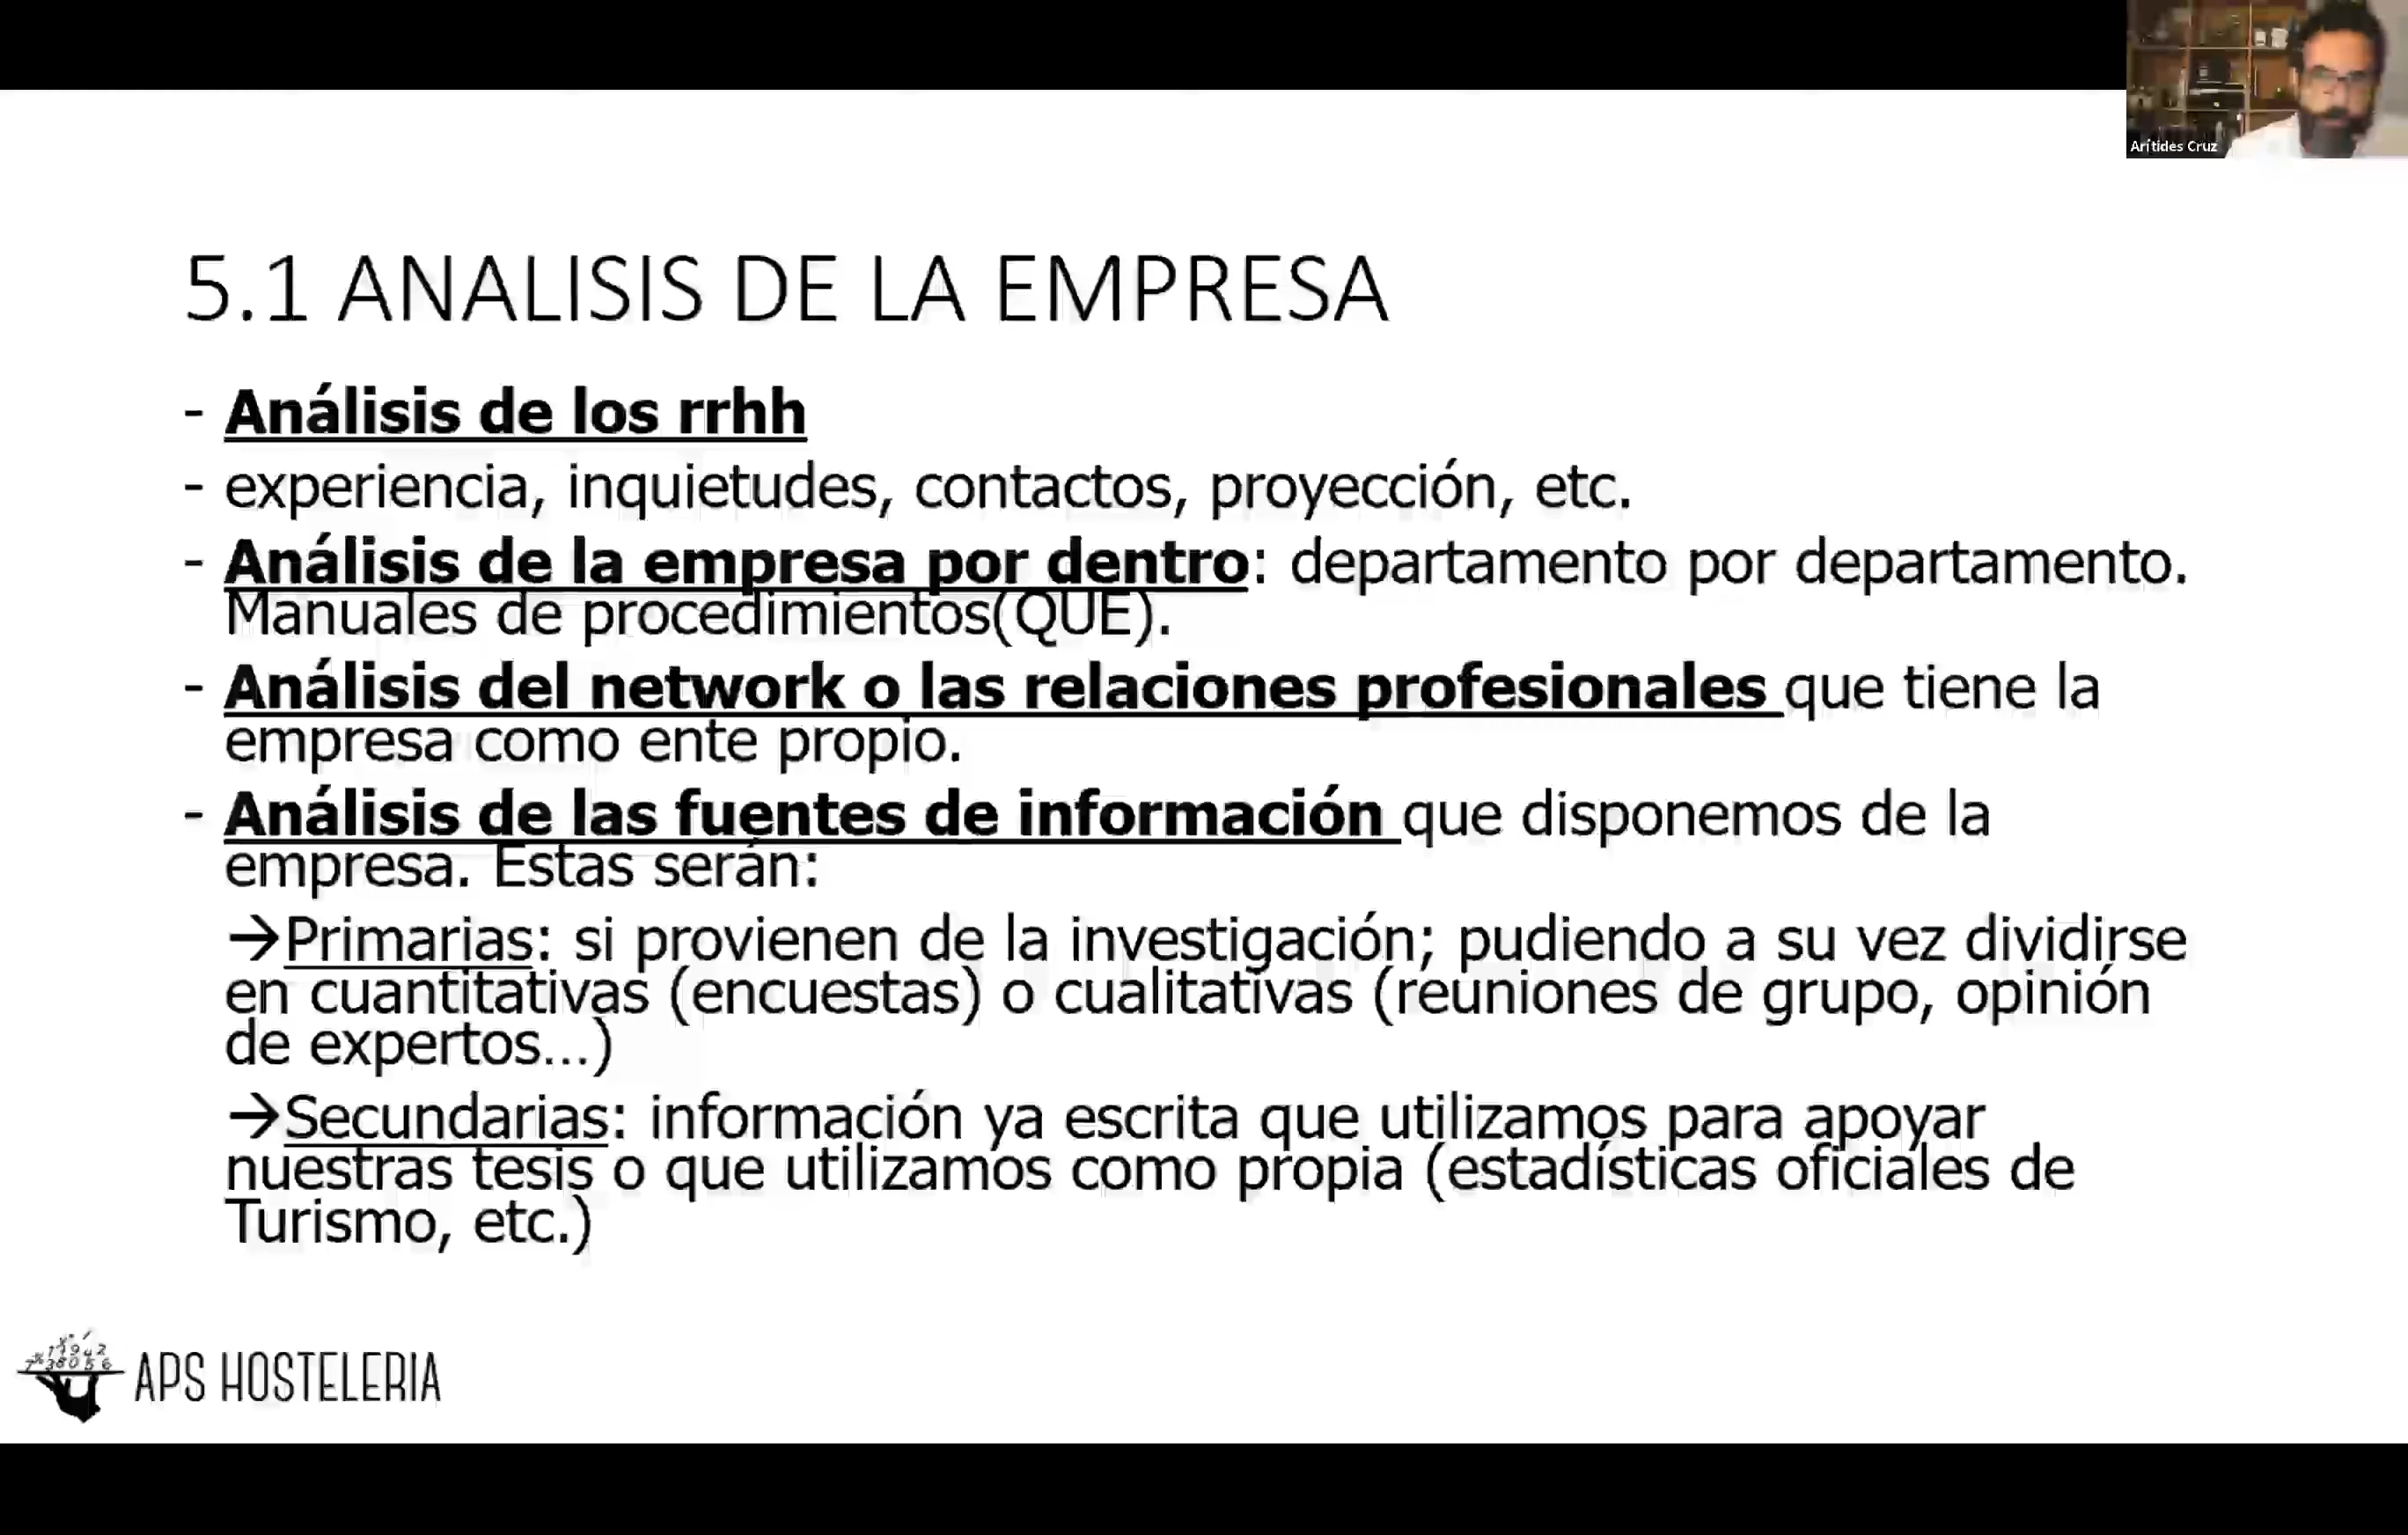 Arítides Cruz
5.1 ANALISIS DE LA EMPRESA
- Análisis de los rrhh
- experiencia, inquietudes, contactos, proyección, etc.
- Análisis de la empresa por dentro: departamento por departamento.
Manuales de procedimientos(QUE).
- Análisis del network o las relaciones profesionales que tiene la
empresa como ente propio.
- Análisis de las fuentes de información que disponemos de la
empresa. Estas serán:
→Primarias: si provienen de la investigación; pudiendo a su vez dividirse
en cuantitativas (encuestas) o cualitativas (reuniones de grupo, opinión
de expertos...)
→Secundarias: información ya escrita que utilizamos para apoyar
nuestras tesis o que utilizamos como propia (estadísticas oficiales de
Turismo, etc.)
APS HOSTELERIA